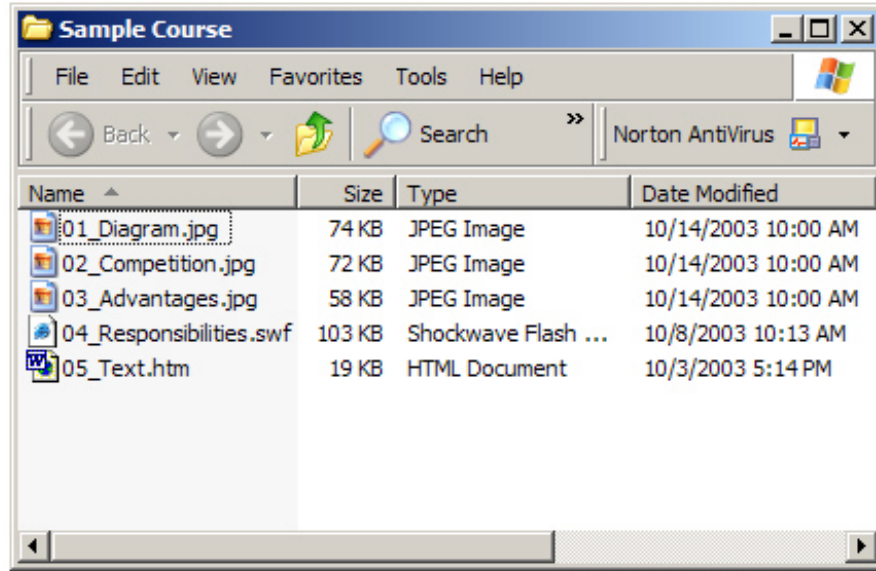 Sample Course
File Edit View Favorites Tools Help
Back Search » Norton AntiVirus
Name Size Type Date Modified
01_Diagram.jpg 74 KB JPEG Image 10/14/2003 10:00 AM
02_Competition.jpg 72 KB JPEG Image 10/14/2003 10:00 AM
03_Advantages.jpg 58 KB JPEG Image 10/14/2003 10:00 AM
04_Responsibilities.swf 103 KB Shockwave Flash ... 10/8/2003 10:13 AM
05_Text.htm 19 KB HTML Document 10/3/2003 5:14 PM